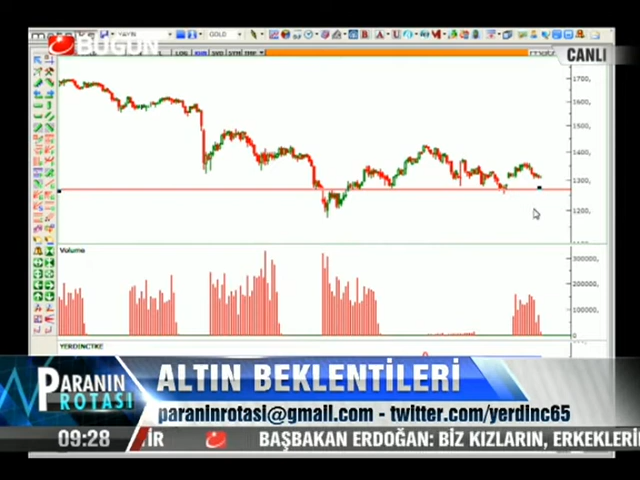 BUGÜN
GOLD
CANLI
1700,
1600,
1500,
1400,
1300,
1200,
Volume
300000,
200000,
100000,
0
YERDINCTKE
PARANIN
ROTASI
ALTIN BEKLENTİLERİ
paraninrotasi@gmail.com - twitter.com/yerdinc65
09:28
İR
BAŞBAKAN ERDOĞAN: BİZ KIZLARIN, ERKEKLERİ